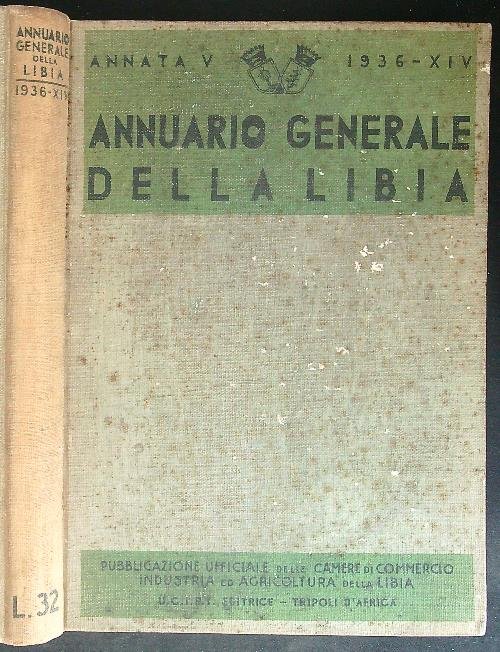 ANNUARIO
GENERALE
DELLA
LIBIA
1936-XIV
L. 32
ANNATA V 1936-XIV
ANNUARIO GENERALE
DELLA LIBIA
PUBBLICAZIONE UFFICIALE DELLE CAMERE DI COMMERCIO
INDUSTRIA ED AGRICOLTURA DELLA LIBIA
EDITRICE - TRIPOLI D'AFRICA